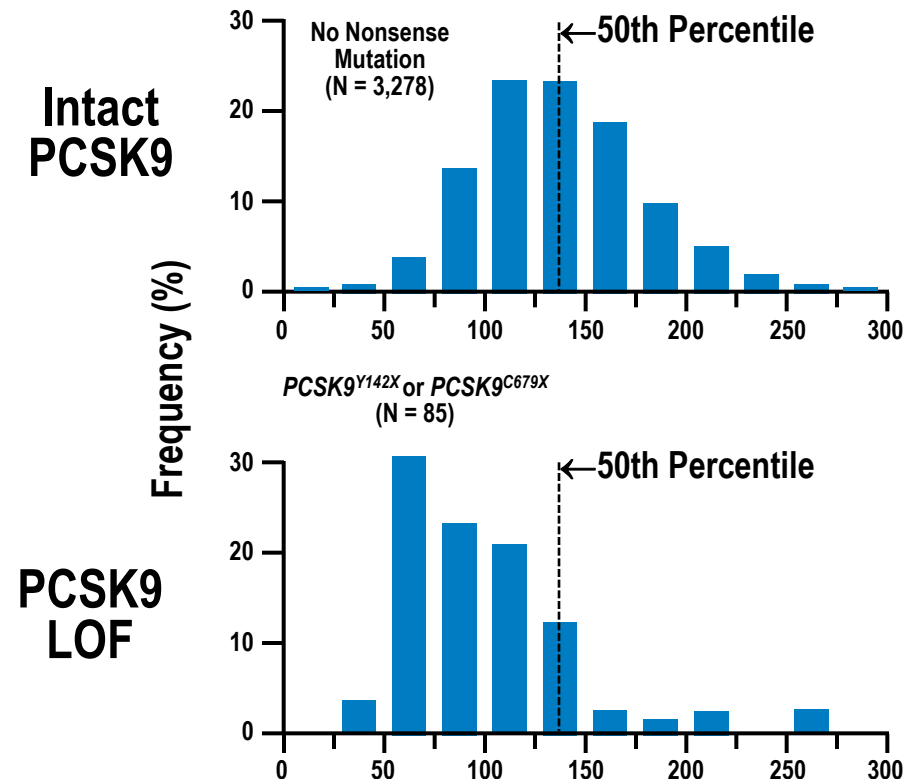 Intact
PCSK9
Frequency (%)
30
20
10
0
No Nonsense
Mutation
(N = 3,278)
←50th Percentile
0 50 100 150 200 250 300
PCSK9
LOF
PCSK9Y142X or PCSK9C679X
(N = 85)
30
20
10
0
←50th Percentile
0 50 100 150 200 250 300